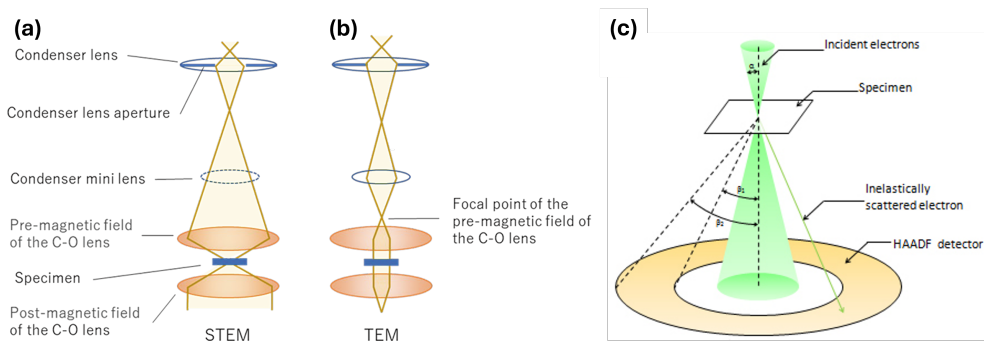 (a)
Condenser lens
Condenser lens aperture
Condenser mini lens
Pre-magnetic field
of the C-O lens
Specimen
Post-magnetic field
of the C-O lens
STEM
(b)
Focal point of the
pre-magnetic field of
the C-O lens
TEM
(c)
Incident electrons
α
Specimen
β₁
β₂
Inelastically
scattered electron
HAADF detector